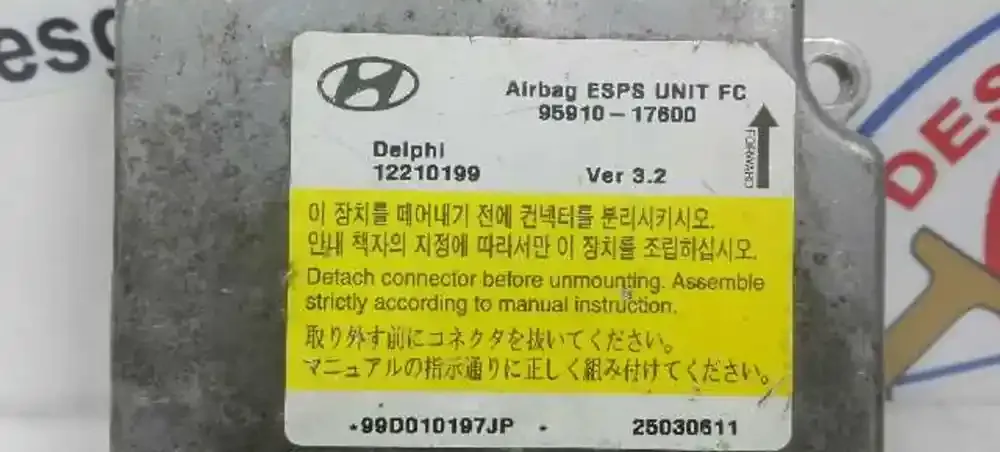 esg
Airbag ESPS UNIT FC
95910-17600
Delphi
12210199
Ver 3.2
FORWARD
이 장치를 떼어내기 전에 컨넥터를 분리시키시오.
안내 책자의 지정에 따라서만 이 장치를 조립하십시오.
Detach connector before unmounting. Assemble
strictly according to manual instruction.
取り外す前にコネクタを抜いてください。
マニュアルの指示通りに正しく組み付けてください。
*99D010197JP *
25030611
DES